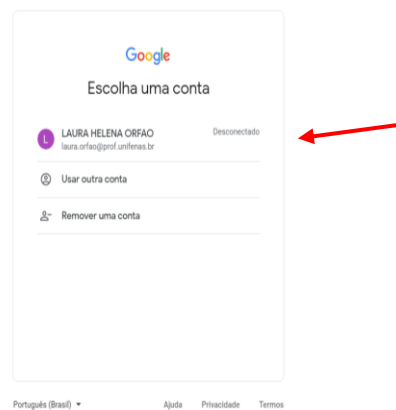 Google
Escolha uma conta
L
LAURA HELENA ORFAO
Desconectado
laura.orfao@prof.unifenas.br
Usar outra conta
Remover uma conta
Português (Brasil)
Ajuda
Privacidade
Termos